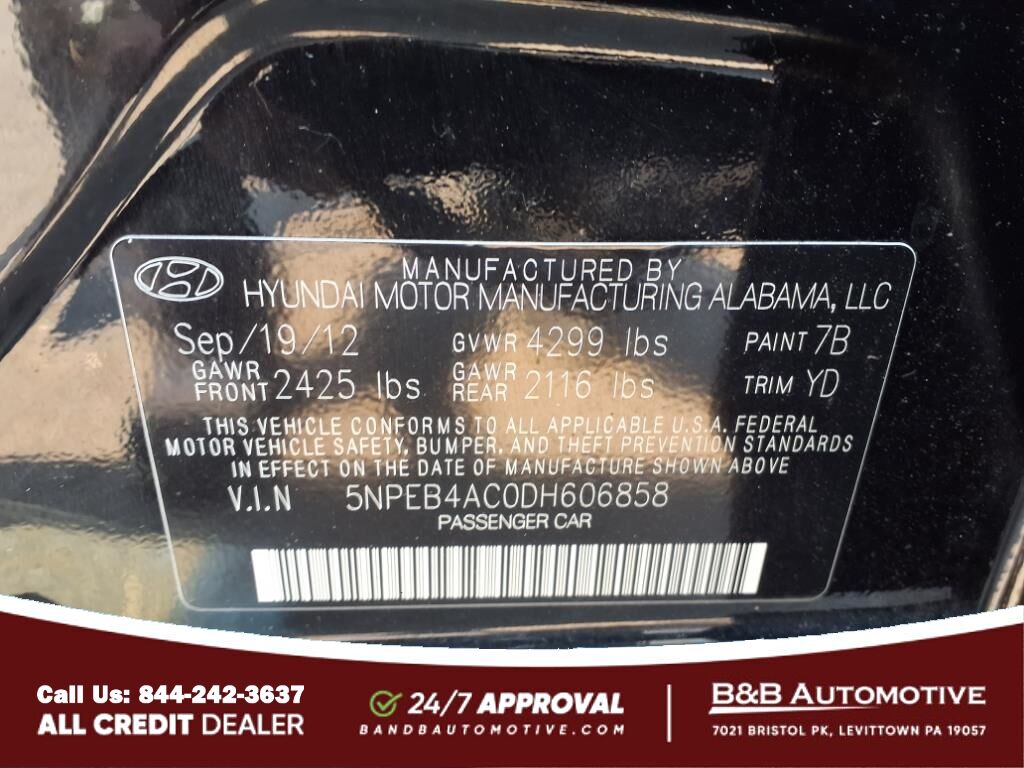 MANUFACTURED BY
HYUNDAI MOTOR MANUFACTURING ALABAMA, LLC
Sep/19/12 GVWR 4299 lbs PAINT 7B
GAWR FRONT 2425 lbs GAWR REAR 2116 lbs TRIM YD
THIS VEHICLE CONFORMS TO ALL APPLICABLE U.S.A. FEDERAL
MOTOR VEHICLE SAFETY, BUMPER, AND THEFT PREVENTION STANDARDS
IN EFFECT ON THE DATE OF MANUFACTURE SHOWN ABOVE
V.I.N 5NPEB4AC0DH606858
PASSENGER CAR
Call Us: 844-242-3637
ALL CREDIT DEALER
24/7 APPROVAL
BANDBAUTOMOTIVE.COM
B&B AUTOMOTIVE
7021 BRISTOL PK, LEVITTOWN PA 19057